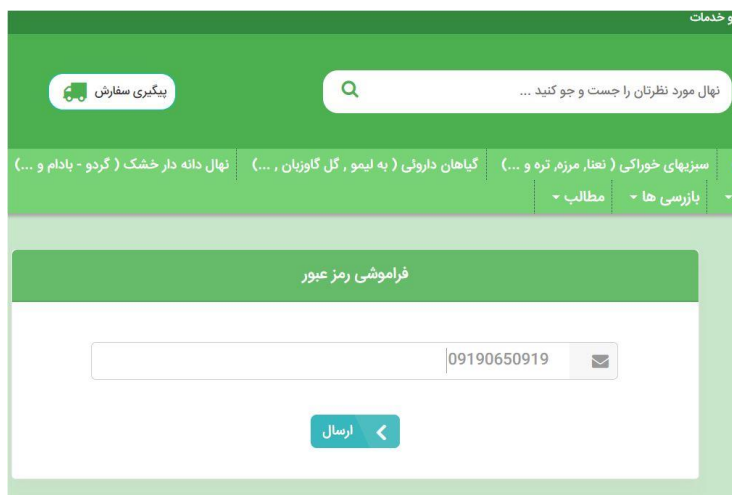 و خدمات
نهال مورد نظرتان را جست و جو کنید ...
پیگیری سفارش
سبزیهای خوراکی ( نعنا, مرزه, تره و ...)
گیاهان داروئی ( به لیمو , گل گاوزبان , ...)
نهال دانه دار خشک ( گردو - بادام و ...)
بازرسی ها
مطالب
فراموشی رمز عبور
09190650919
ارسال